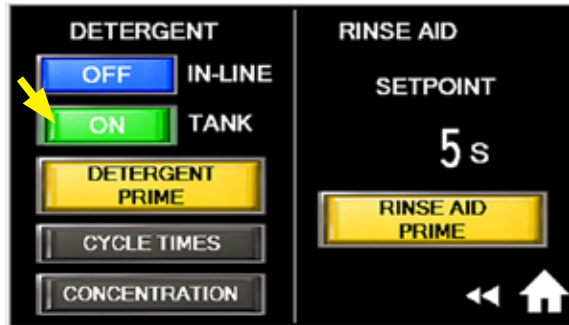 DETERGENT
OFF IN-LINE
ON TANK
DETERGENT
PRIME
CYCLE TIMES
CONCENTRATION
RINSE AID
SETPOINT
5 s
RINSE AID
PRIME